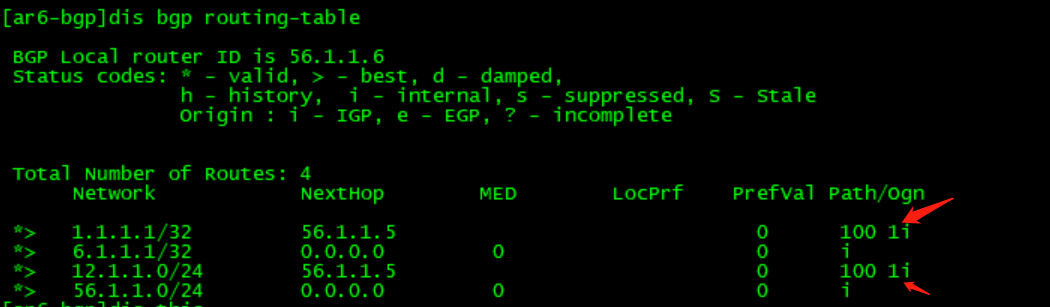 [ar6-bgp]dis bgp routing-table
BGP Local router ID is 56.1.1.6
Status codes: * - valid, > - best, d - damped,
h - history, i - internal, s - suppressed, S - Stale
Origin : i - IGP, e - EGP, ? - incomplete
Total Number of Routes: 4
Network NextHop MED LocPrf PrefVal Path/Ogn
*> 1.1.1.1/32 56.1.1.5 0 100 1i
*> 6.1.1.1/32 0.0.0.0 0 0 i
*> 12.1.1.0/24 56.1.1.5 0 100 1i
*> 56.1.1.0/24 0.0.0.0 0 0 i